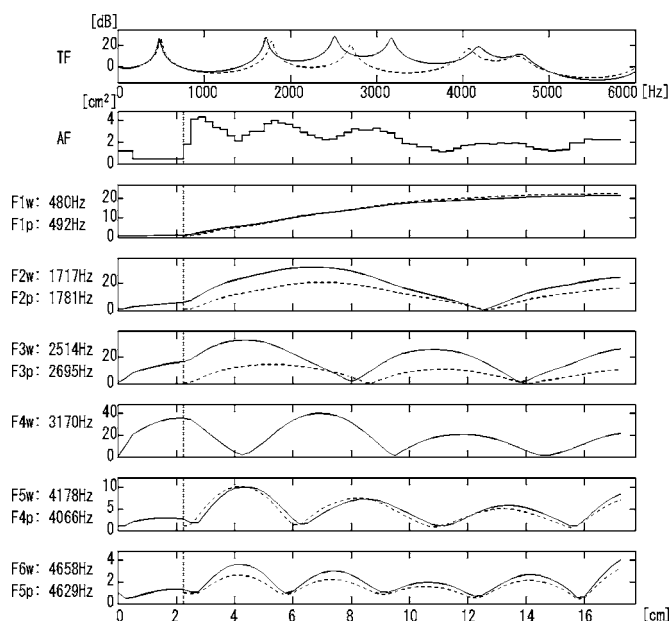 [dB]
TF
20
0
0 1000 2000 3000 4000 5000 6000 [Hz]
[cm²]
AF
4
2
0
F1w: 480Hz
F1p: 492Hz
20
10
0
F2w: 1717Hz
F2p: 1781Hz
20
0
F3w: 2514Hz
F3p: 2695Hz
20
0
F4w: 3170Hz
40
20
0
F5w: 4178Hz
F4p: 4066Hz
10
5
0
F6w: 4658Hz
F5p: 4629Hz
4
2
0
0 2 4 6 8 10 12 14 16 [cm]